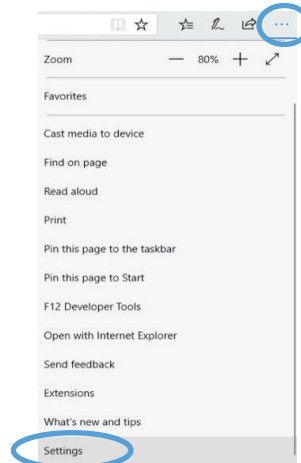 Zoom — 80% +
Favorites
Cast media to device
Find on page
Read aloud
Print
Pin this page to the taskbar
Pin this page to Start
F12 Developer Tools
Open with Internet Explorer
Send feedback
Extensions
What's new and tips
Settings